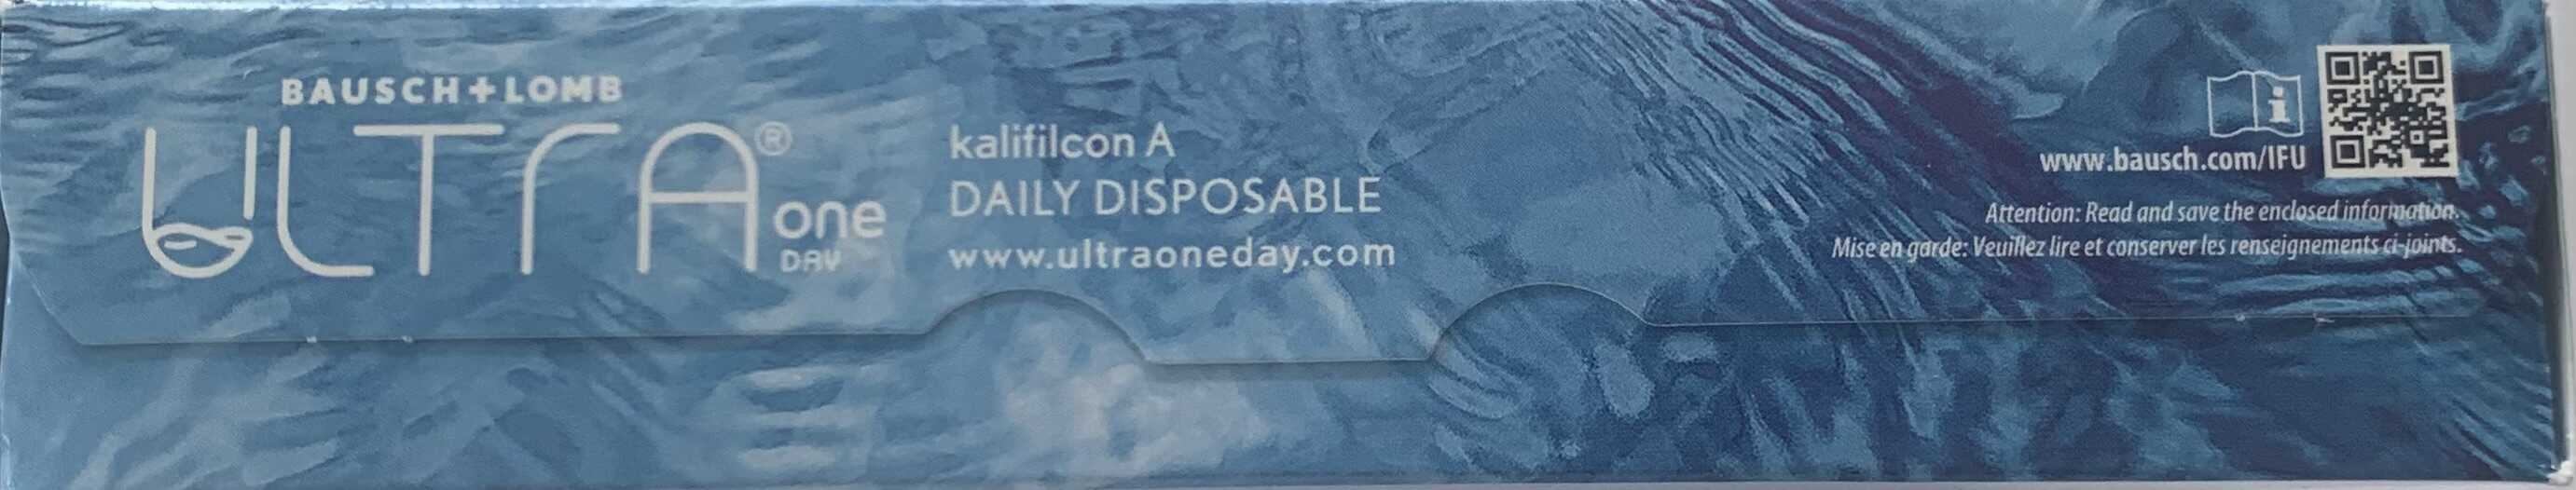 BAUSCH + LOMB
ULTRA® one DAY
kalifilcon A
DAILY DISPOSABLE
www.ultraoneday.com
www.bausch.com/IFU
Attention: Read and save the enclosed information.
Mise en garde: Veuillez lire et conserver les renseignements ci-joints.